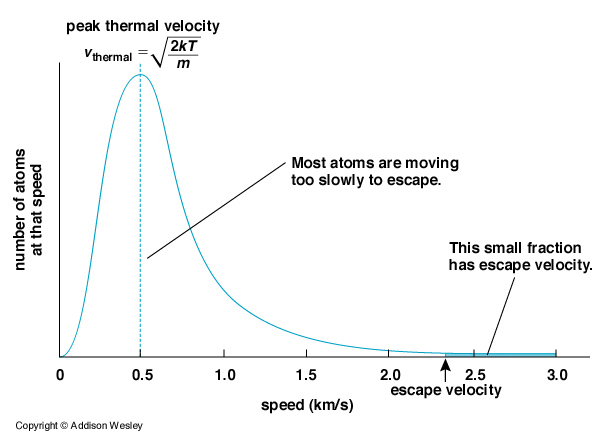 peak thermal velocity
v thermal = √2kT/m
number of atoms
at that speed
Most atoms are moving
too slowly to escape.
This small fraction
has escape velocity.
0 0.5 1.0 1.5 2.0 2.5 3.0
escape velocity
speed (km/s)
Copyright © Addison Wesley